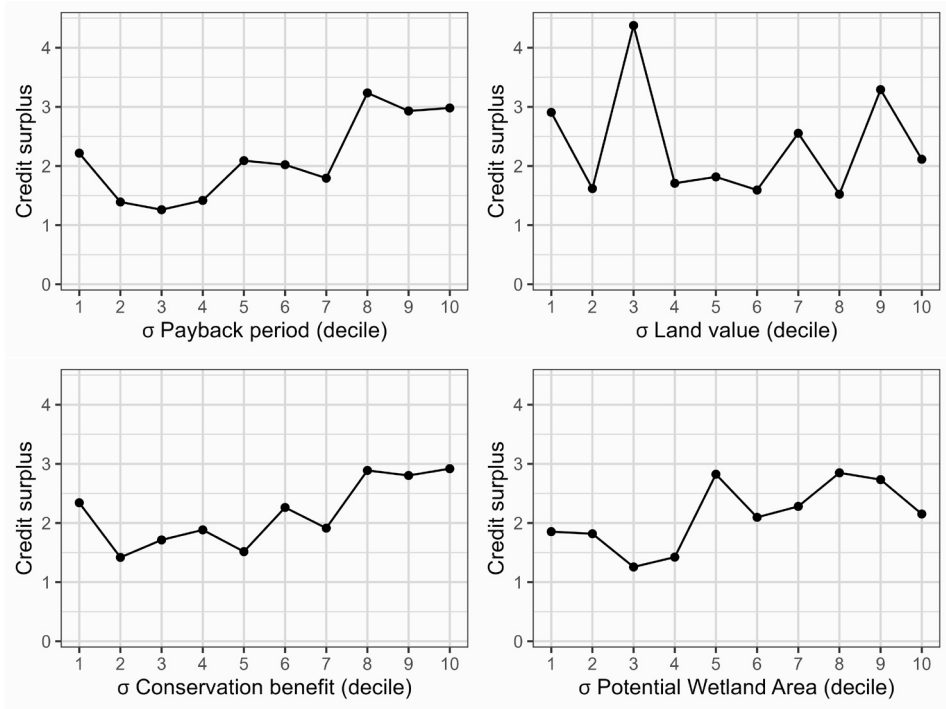 Credit surplus
4
3
2
1
0
1 2 3 4 5 6 7 8 9 10
σ Payback period (decile)
Credit surplus
4
3
2
1
0
1 2 3 4 5 6 7 8 9 10
σ Land value (decile)
Credit surplus
4
3
2
1
0
1 2 3 4 5 6 7 8 9 10
σ Conservation benefit (decile)
Credit surplus
4
3
2
1
0
1 2 3 4 5 6 7 8 9 10
σ Potential Wetland Area (decile)